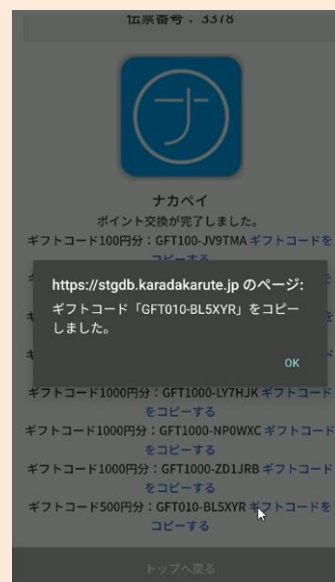 伝票番号：3378
ナ
ナカペイ
ポイント交換が完了しました。
ギフトコード100円分：GFT100-JV9TMA ギフトコードを
コピーする
https://stgdb.karadakarute.jp のページ:
ギフトコード「GFT010-BL5XYR」をコピー
しました。
OK
ギフトコード1000円分：GFT1000-LY7HJK ギフトコード
をコピーする
ギフトコード1000円分：GFT1000-NP0WXC ギフトコード
をコピーする
ギフトコード1000円分：GFT1000-ZD1JRB ギフトコード
をコピーする
ギフトコード500円分：GFT010-BL5XYR ギフトコードを
コピーする
トップへ戻る